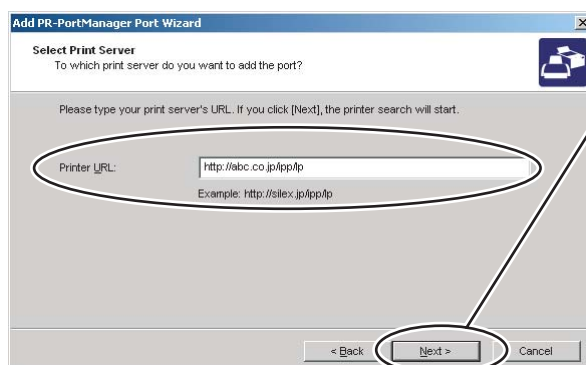 Add PR-PortManager Port Wizard
Select Print Server
To which print server do you want to add the port?
Please type your print server's URL. If you click [Next], the printer search will start.
Printer URL: http://abc.co.jp/ipp/lp
Example: http://silex.jp/ipp/lp
< Back Next > Cancel